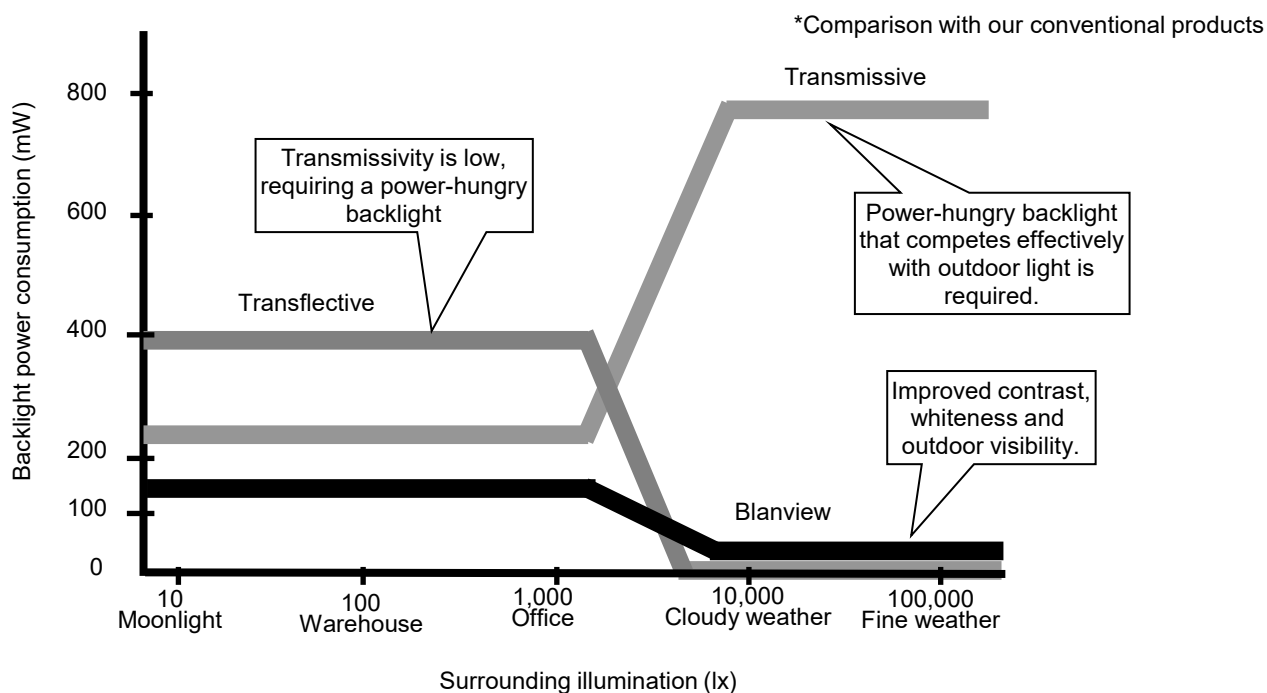 *Comparison with our conventional products
Transmissive
Backlight power consumption (mW)
800
600
400
200
100
0
Transmissivity is low,
requiring a power-hungry
backlight
Power-hungry backlight
that competes effectively
with outdoor light is
required.
Transflective
Improved contrast,
whiteness and
outdoor visibility.
Blanview
10
Moonlight
100
Warehouse
1,000
Office
10,000
Cloudy weather
100,000
Fine weather
Surrounding illumination (lx)